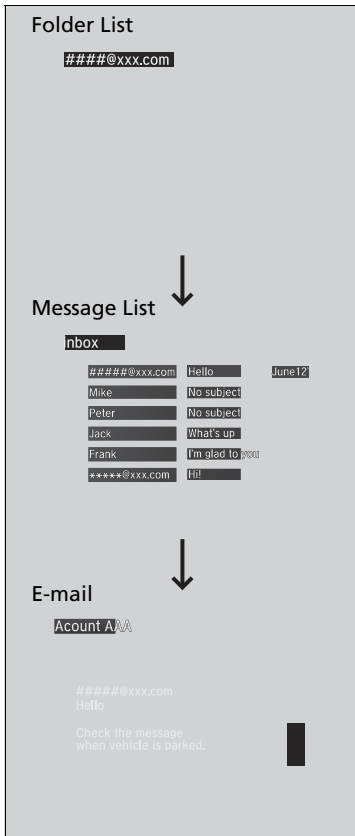 Folder List
####@xxx.com
Message List
inbox
#####@xxx.com Hello June12
Mike No subject
Peter No subject
Jack What's up
Frank I'm glad to you
*****@xxx.com Hi!
E-mail
Acount AAA
#####@xxx.com
Hello
Check the message
when vehicle is parked.